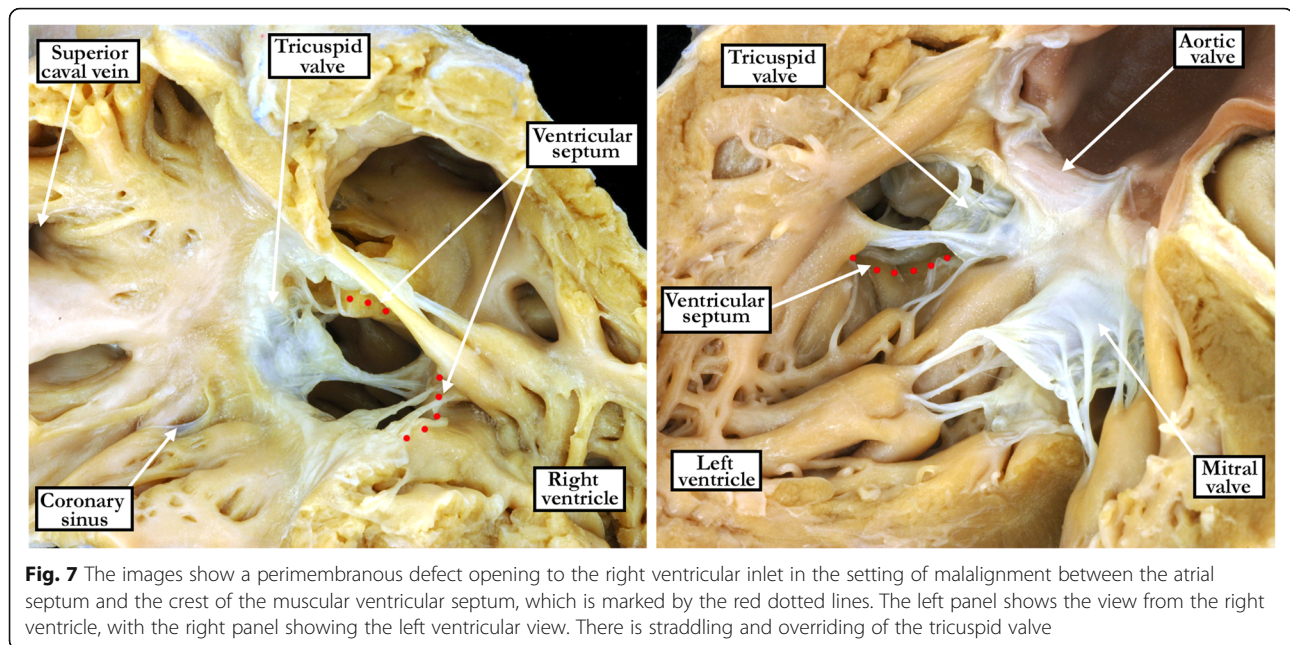 Superior
caval vein
Tricuspid
valve
Ventricular
septum
Coronary
sinus
Right
ventricle
Tricuspid
valve
Aortic
valve
Ventricular
septum
Left
ventricle
Mitral
valve
Fig. 7 The images show a perimembranous defect opening to the right ventricular inlet in the setting of malalignment between the atrial
septum and the crest of the muscular ventricular septum, which is marked by the red dotted lines. The left panel shows the view from the right
ventricle, with the right panel showing the left ventricular view. There is straddling and overriding of the tricuspid valve